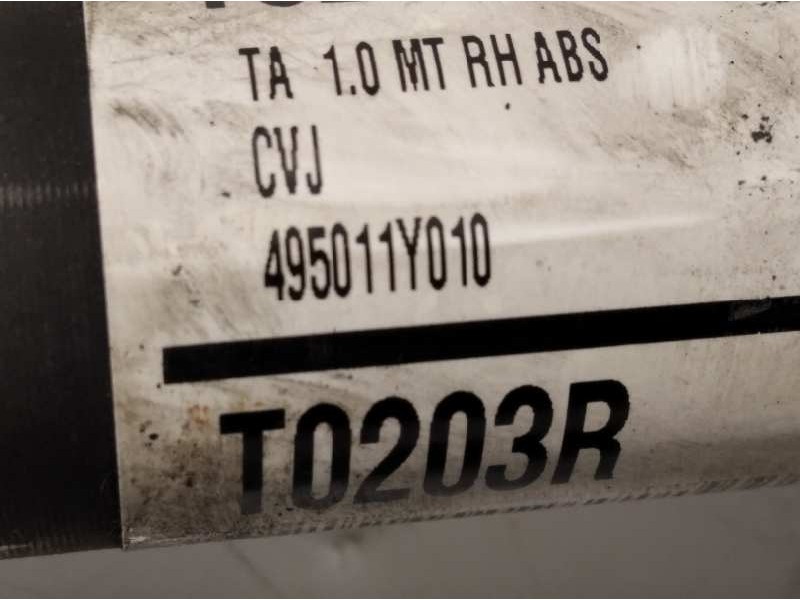 TA 1.0 MT RH ABS
CVJ
495011Y010
T0203R